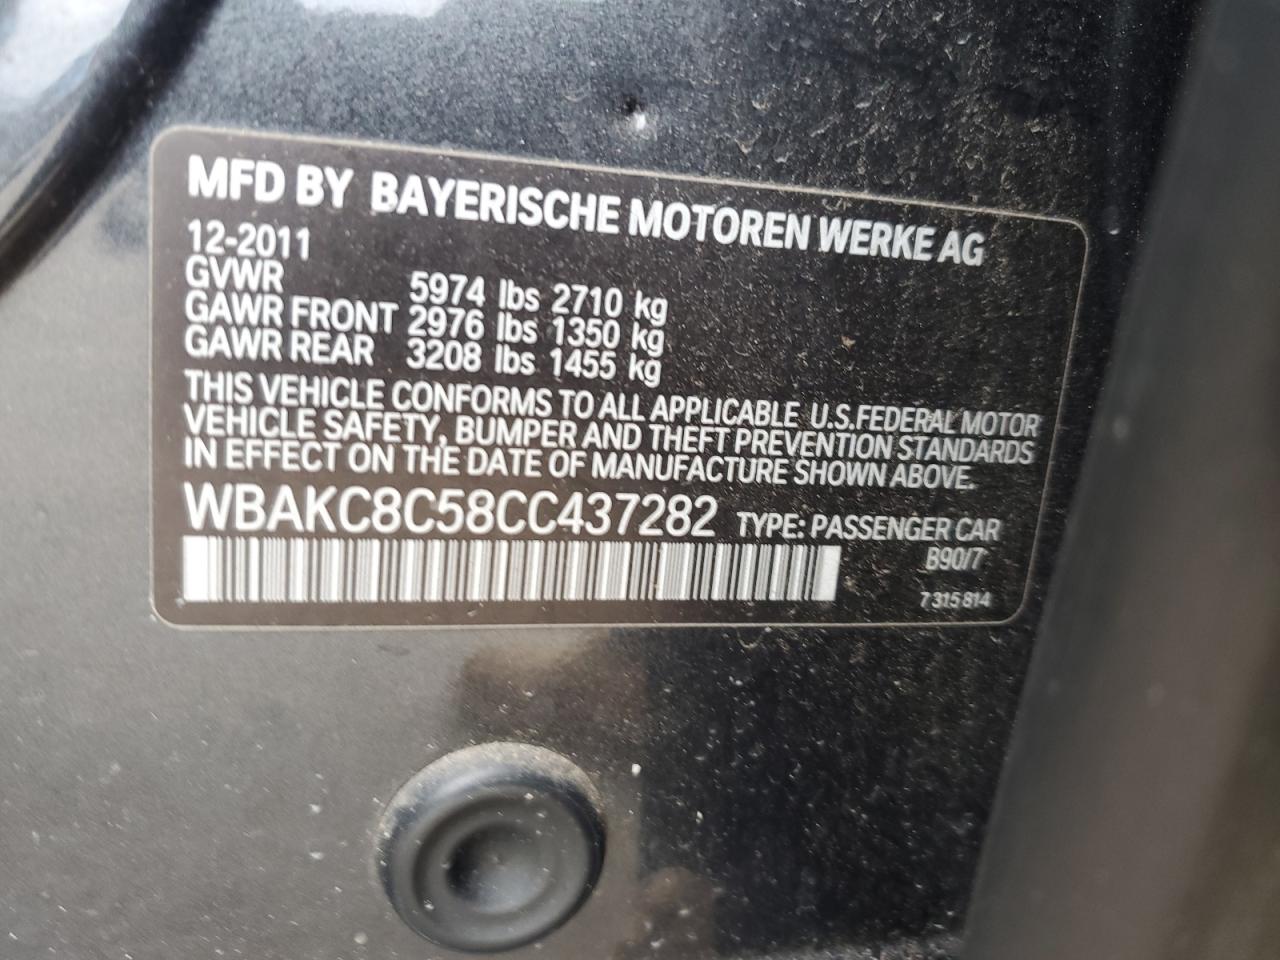 MFD BY BAYERISCHE MOTOREN WERKE AG
12-2011
GVWR 5974 lbs 2710 kg
GAWR FRONT 2976 lbs 1350 kg
GAWR REAR 3208 lbs 1455 kg
THIS VEHICLE CONFORMS TO ALL APPLICABLE U.S.FEDERAL MOTOR
VEHICLE SAFETY, BUMPER AND THEFT PREVENTION STANDARDS
IN EFFECT ON THE DATE OF MANUFACTURE SHOWN ABOVE.
WBAKC8C58CC437282 TYPE: PASSENGER CAR
B90/7
7 315 814